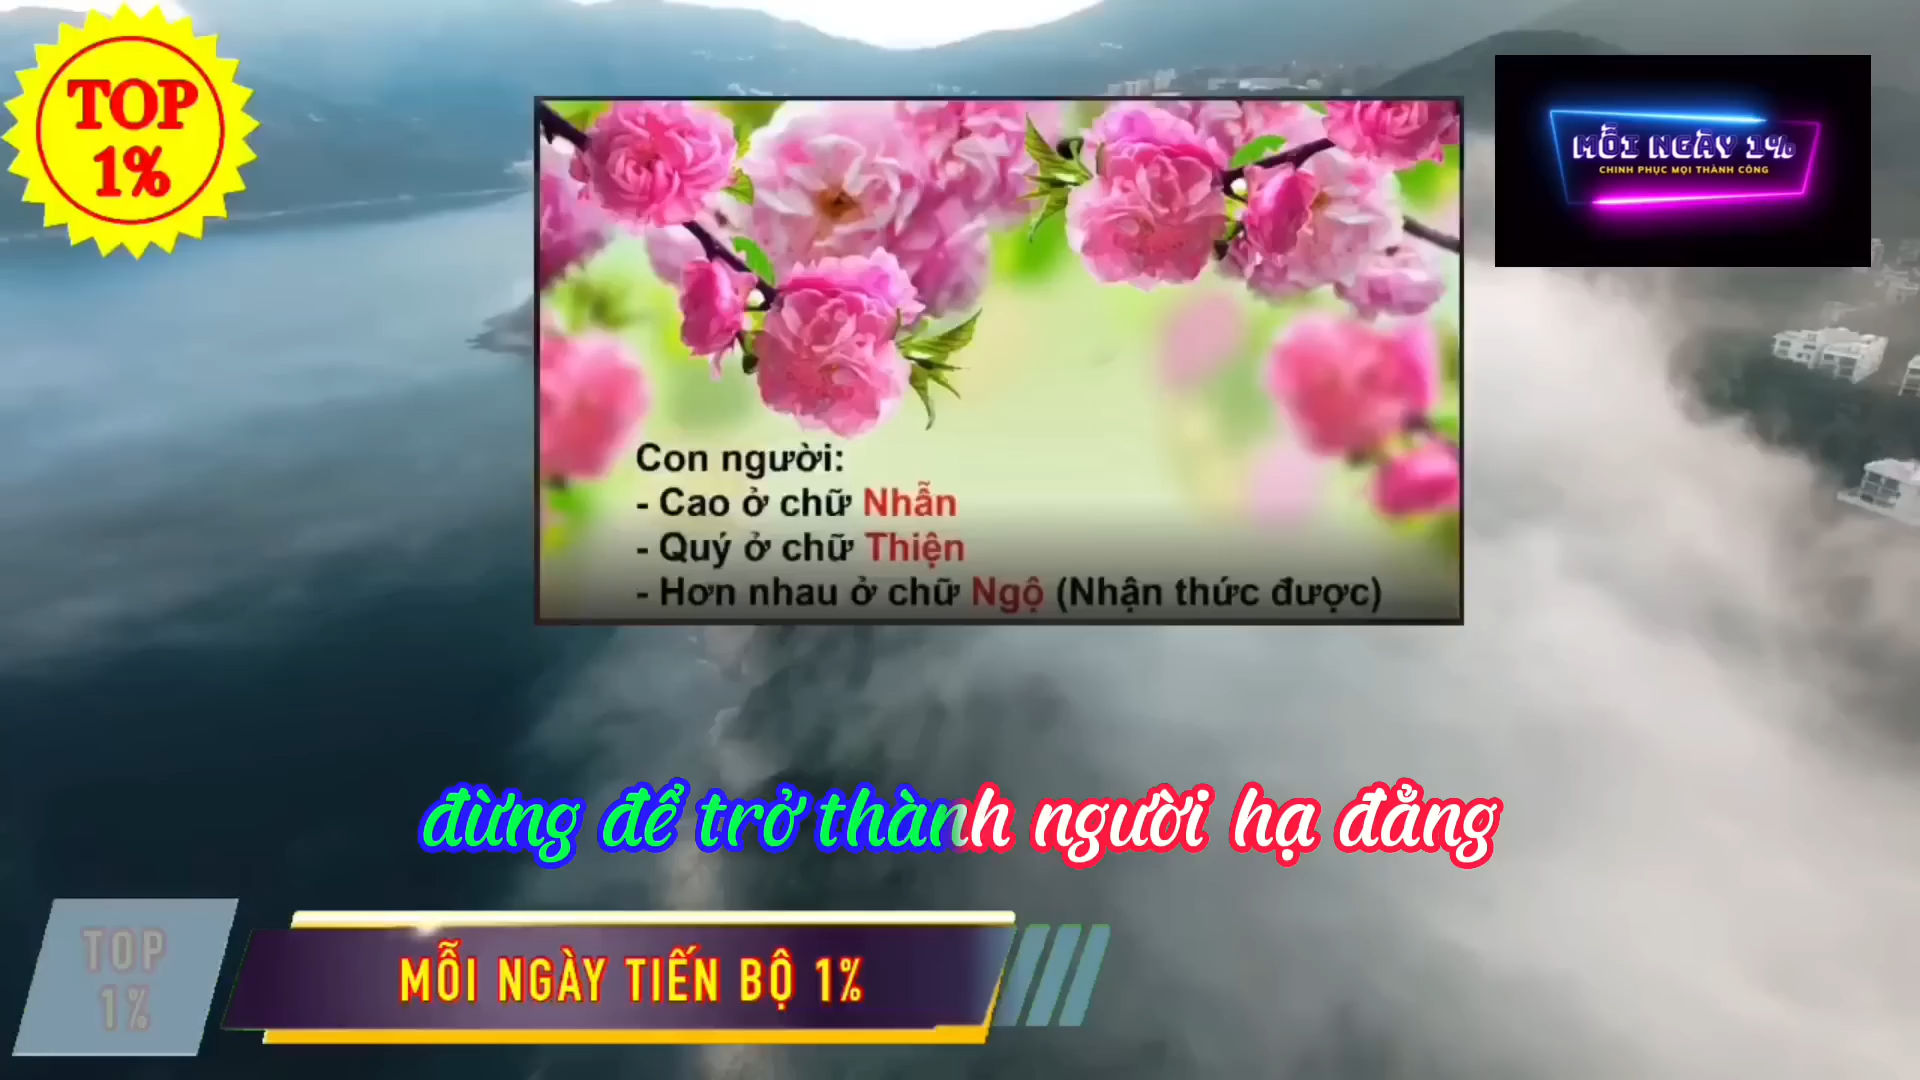 TOP
1%
MỖI NGÀY 1%
CHINH PHỤC MỌI THÀNH CÔNG
Con người:
- Cao ở chữ Nhẫn
- Quý ở chữ Thiện
- Hơn nhau ở chữ Ngộ (Nhận thức được)
đừng để trở thành người hạ đẳng
TOP
1%
MỖI NGÀY TIẾN BỘ 1%